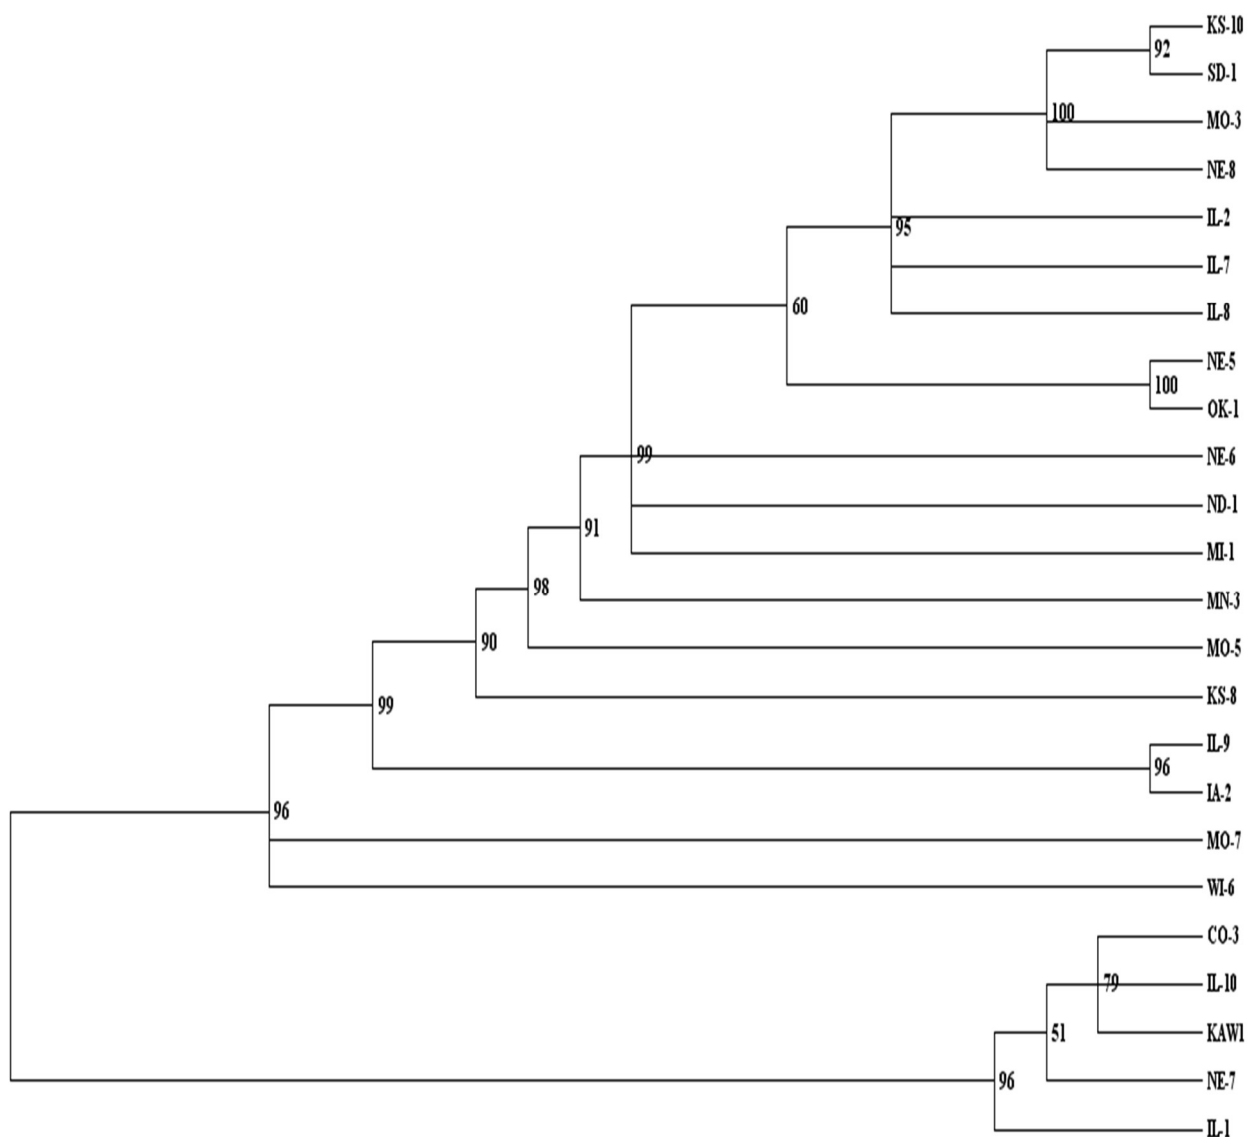 KS-10
92
SD-1
100
MO-3
NE-8
IL-2
95
IL-7
60
IL-8
NE-5
100
OK-1
99
NE-6
ND-1
91
MI-1
98
MN-3
90
MO-5
99
KS-8
IL-9
96
IA-2
96
MO-7
WI-6
CO-3
79
IL-10
51
KAW1
96
NE-7
IL-1